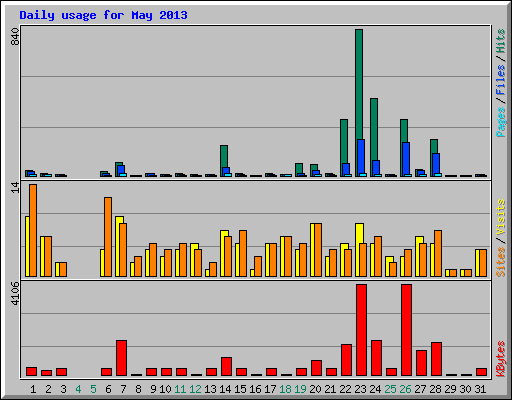 Daily usage for May 2013
840
14
4106
Pages / Files / Hits
Sites / Visits
KBytes
1 2 3 4 5 6 7 8 9 10 11 12 13 14 15 16 17 18 19 20 21 22 23 24 25 26 27 28 29 30 31